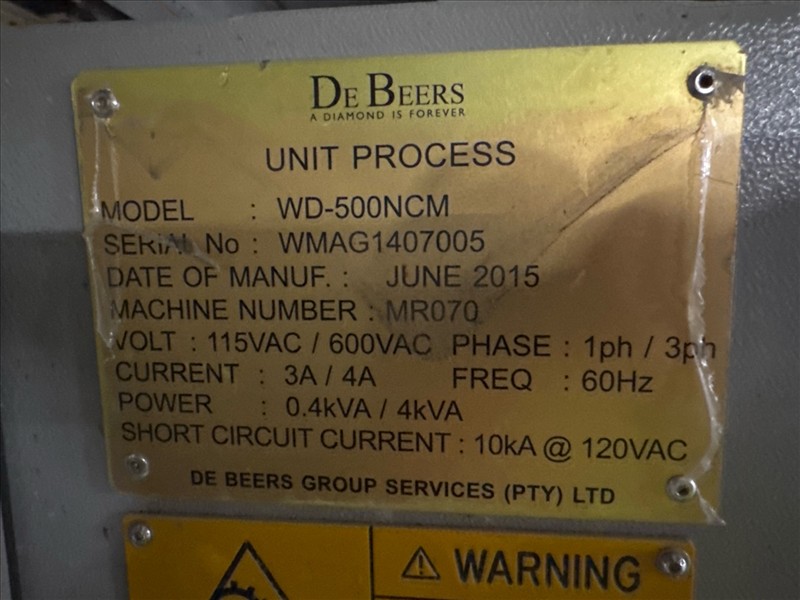 DE BEERS
A DIAMOND IS FOREVER
UNIT PROCESS
MODEL : WD-500NCM
SERIAL No : WMAG1407005
DATE OF MANUF. : JUNE 2015
MACHINE NUMBER : MR070
VOLT : 115VAC / 600VAC PHASE : 1ph / 3ph
CURRENT : 3A / 4A FREQ : 60Hz
POWER : 0.4kVA / 4kVA
SHORT CIRCUIT CURRENT : 10kA @ 120VAC
DE BEERS GROUP SERVICES (PTY) LTD
WARNING